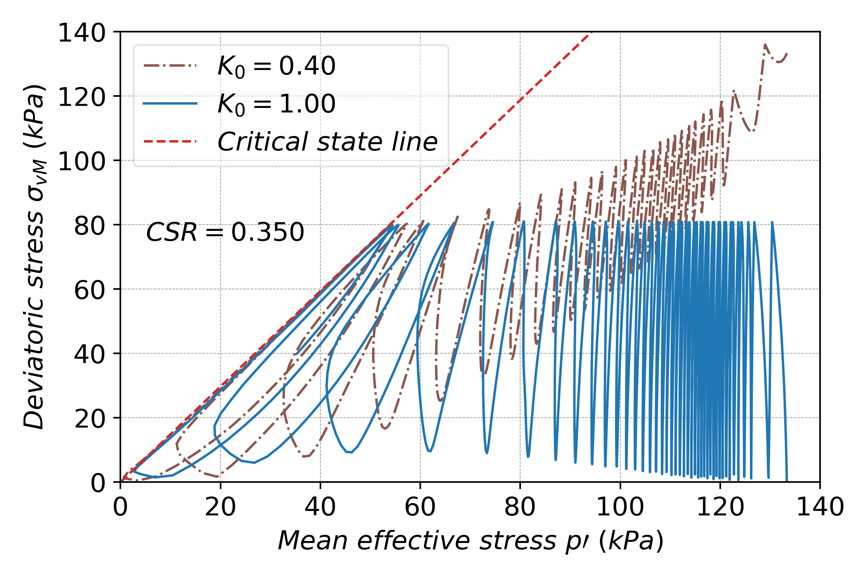 140
120
100
80
60
40
20
0
Deviatoric stress σvM (kPa)
K0 = 0.40
K0 = 1.00
Critical state line
CSR = 0.350
0 20 40 60 80 100 120 140
Mean effective stress p′ (kPa)